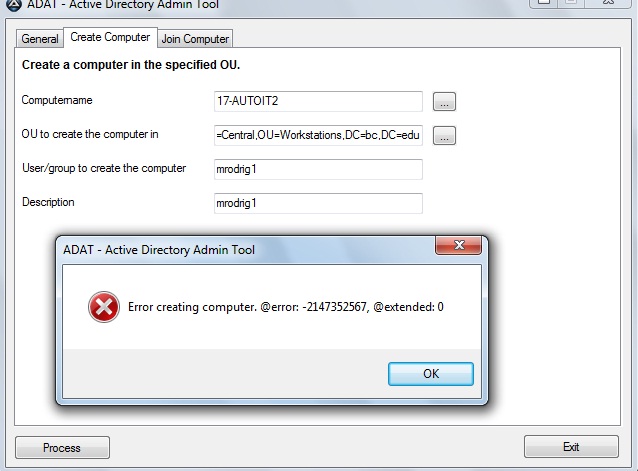 ADAT - Active Directory Admin Tool
General Create Computer Join Computer
Create a computer in the specified OU.
Computername 17-AUTOIT2 ...
OU to create the computer in =Central,OU=Workstations,DC=bc,DC=edu ...
User/group to create the computer mrodrig1
Description mrodrig1
ADAT - Active Directory Admin Tool
Error creating computer. @error: -2147352567, @extended: 0
OK
Process Exit